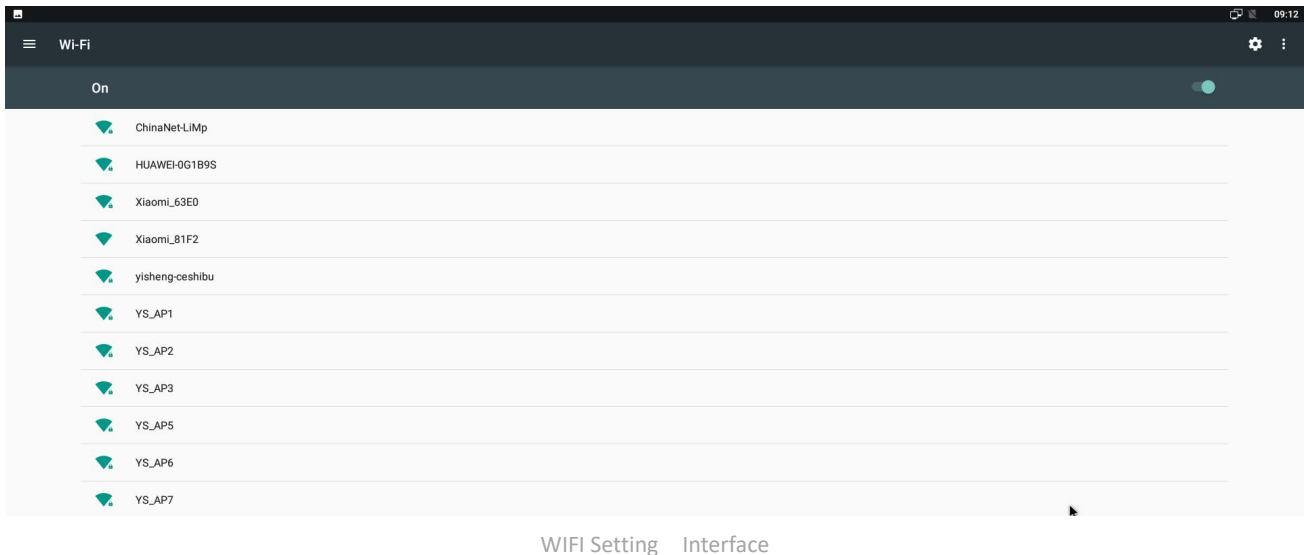 09:12
Wi-Fi
On
ChinaNet-LiMp
HUAWEI-0G1B9S
Xiaomi_63E0
Xiaomi_81F2
yisheng-ceshibu
YS_AP1
YS_AP2
YS_AP3
YS_AP5
YS_AP6
YS_AP7
WIFI Setting Interface